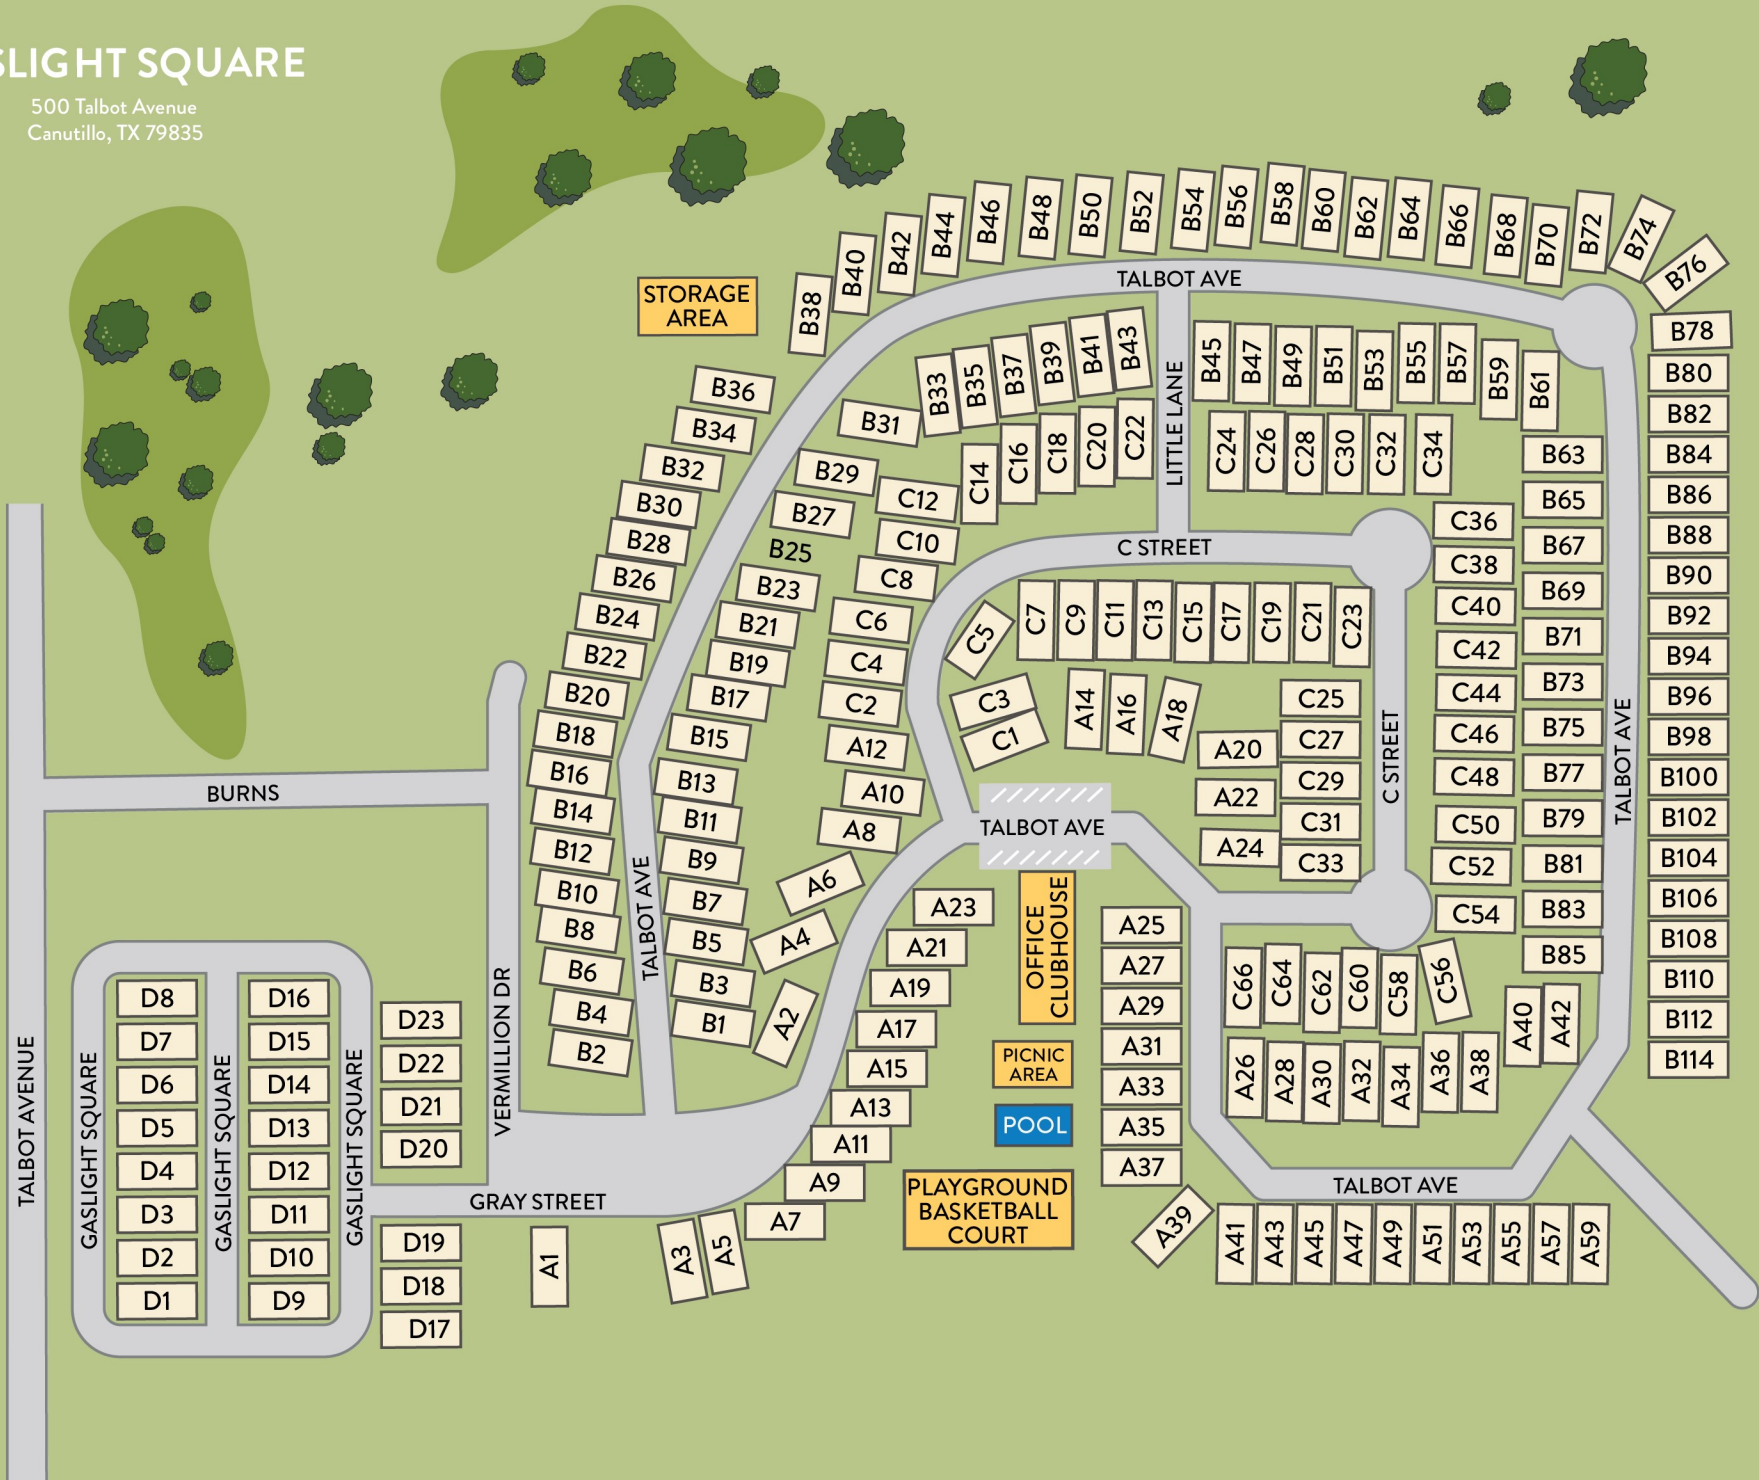 SLIGHT SQUARE
500 Talbot Avenue
Canutillo, TX 79835
STORAGE
AREA
B38
B40
B42
B44
B46
B48
B50
B52
B54
B56
B58
B60
B62
B64
B66
B68
B70
B72
B74
B76
TALBOT AVE
B78
B80
B82
B84
B86
B88
B90
B92
B94
B96
B98
B100
B102
B104
B106
B108
B110
B112
B114
TALBOT AVE
B36
B34
B32
B30
B28
B26
B24
B22
B20
B18
B16
B14
B12
B10
B8
B6
B4
B2
B31
B33
B35
B37
B39
B41
B43
B29
B27
B25
B23
B21
B19
B17
B15
B13
B11
B9
B7
B5
B3
B1
TALBOT AVE
LITTLE LANE
B45
B47
B49
B51
B53
B55
B57
B59
B61
B63
B65
B67
B69
B71
B73
B75
B77
B79
B81
B83
B85
C12
C14
C16
C18
C20
C22
C24
C26
C28
C30
C32
C34
C10
C8
C6
C4
C2
C36
C38
C40
C42
C44
C46
C48
C50
C52
C54
C STREET
C5
C7
C9
C11
C13
C15
C17
C19
C21
C23
C3
C1
C25
C27
C29
C31
C33
C STREET
A14
A16
A18
A20
A22
A24
A12
A10
A8
A6
A4
A2
TALBOT AVE
OFFICE
CLUBHOUSE
PICNIC
AREA
POOL
PLAYGROUND
BASKETBALL
COURT
A23
A21
A19
A17
A15
A13
A11
A9
A7
A5
A3
A1
A25
A27
A29
A31
A33
A35
A37
A39
C66
C64
C62
C60
C58
C56
A26
A28
A30
A32
A34
A36
A38
A40
A42
TALBOT AVE
A41
A43
A45
A47
A49
A51
A53
A55
A57
A59
BURNS
VERMILLION DR
GRAY STREET
TALBOT AVENUE
GASLIGHT SQUARE
GASLIGHT SQUARE
GASLIGHT SQUARE
D8
D7
D6
D5
D4
D3
D2
D1
D16
D15
D14
D13
D12
D11
D10
D9
D23
D22
D21
D20
D19
D18
D17